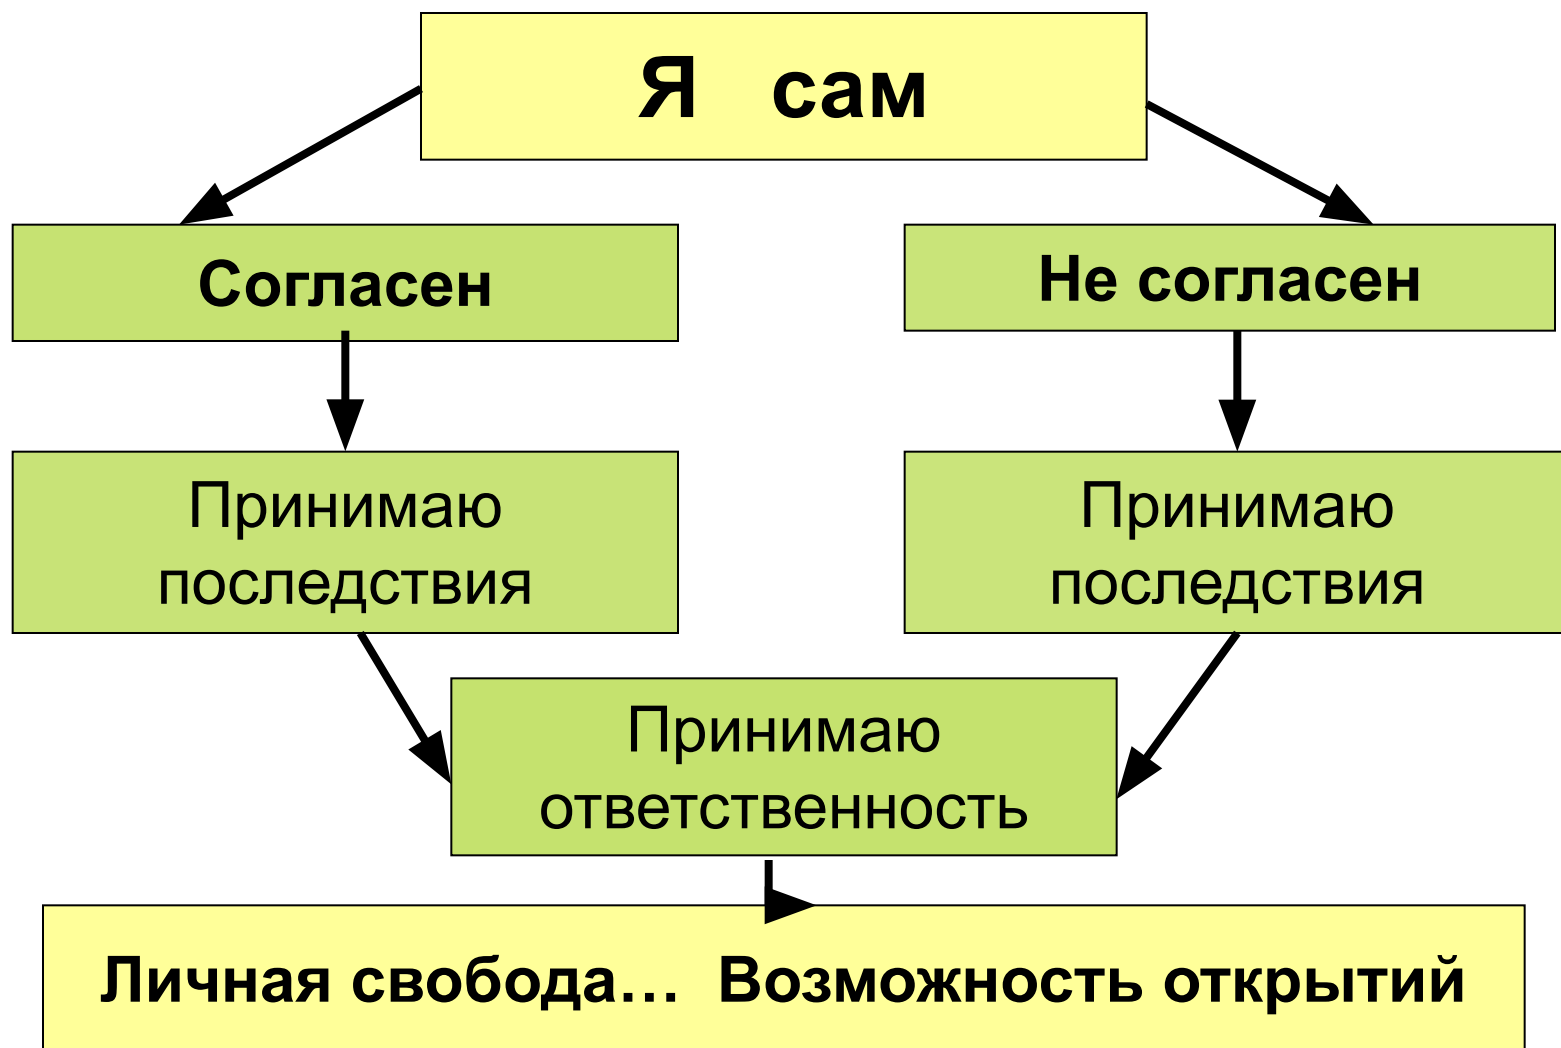 Я сам
Согласен
Не согласен
Принимаю
последствия
Принимаю
последствия
Принимаю
ответственность
Личная свобода… Возможность открытий